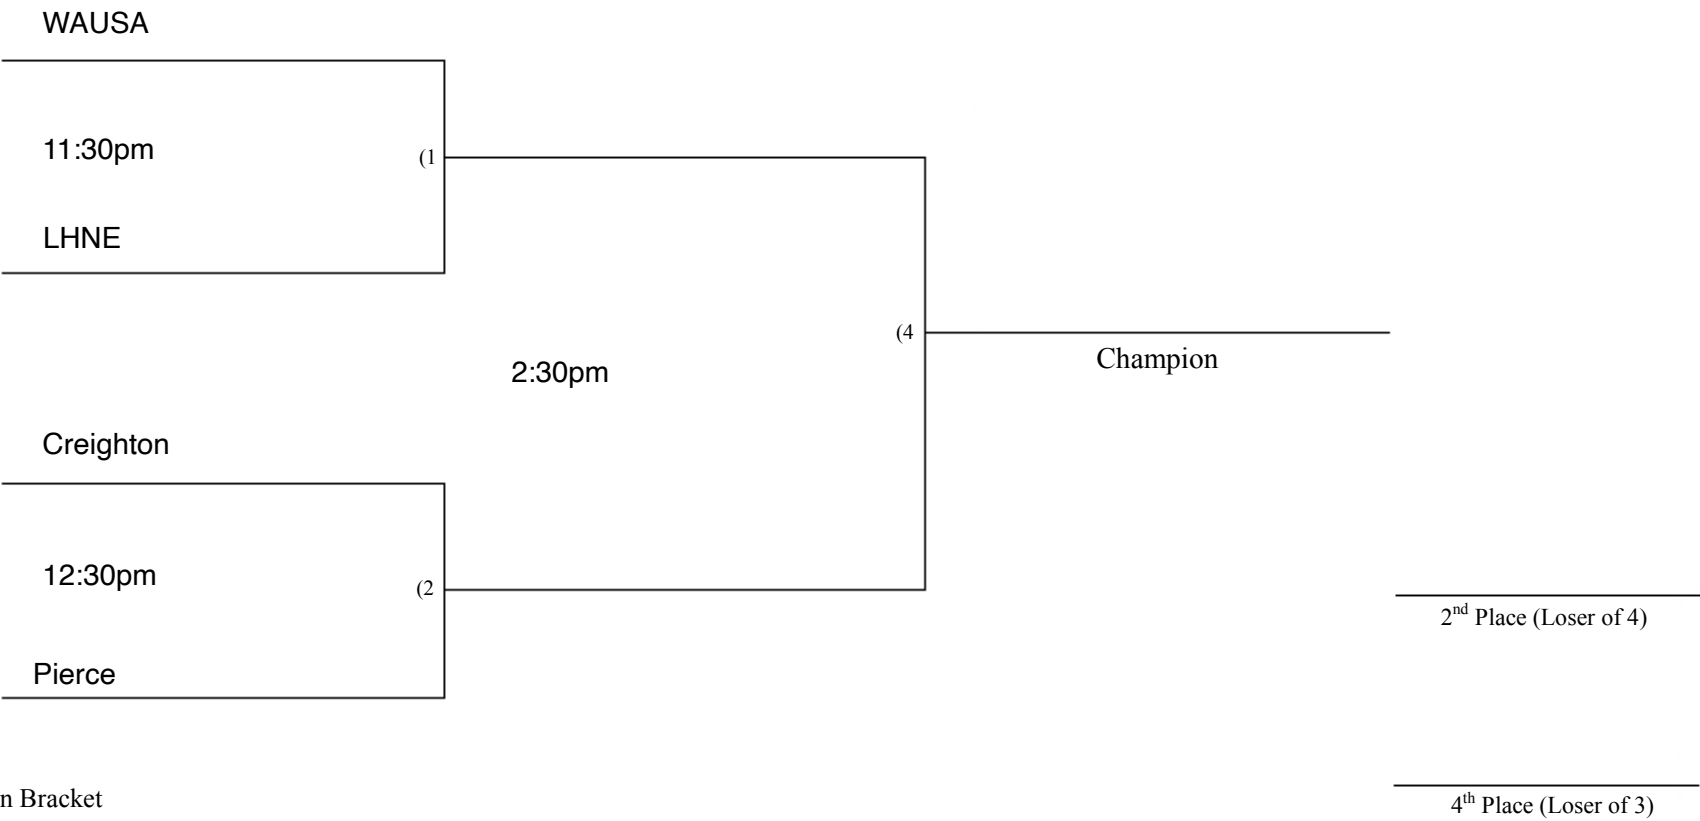 WAUSA
11:30pm
(1
LHNE
(4
Champion
2:30pm
Creighton
12:30pm
(2
2nd Place (Loser of 4)
Pierce
n Bracket
4th Place (Loser of 3)